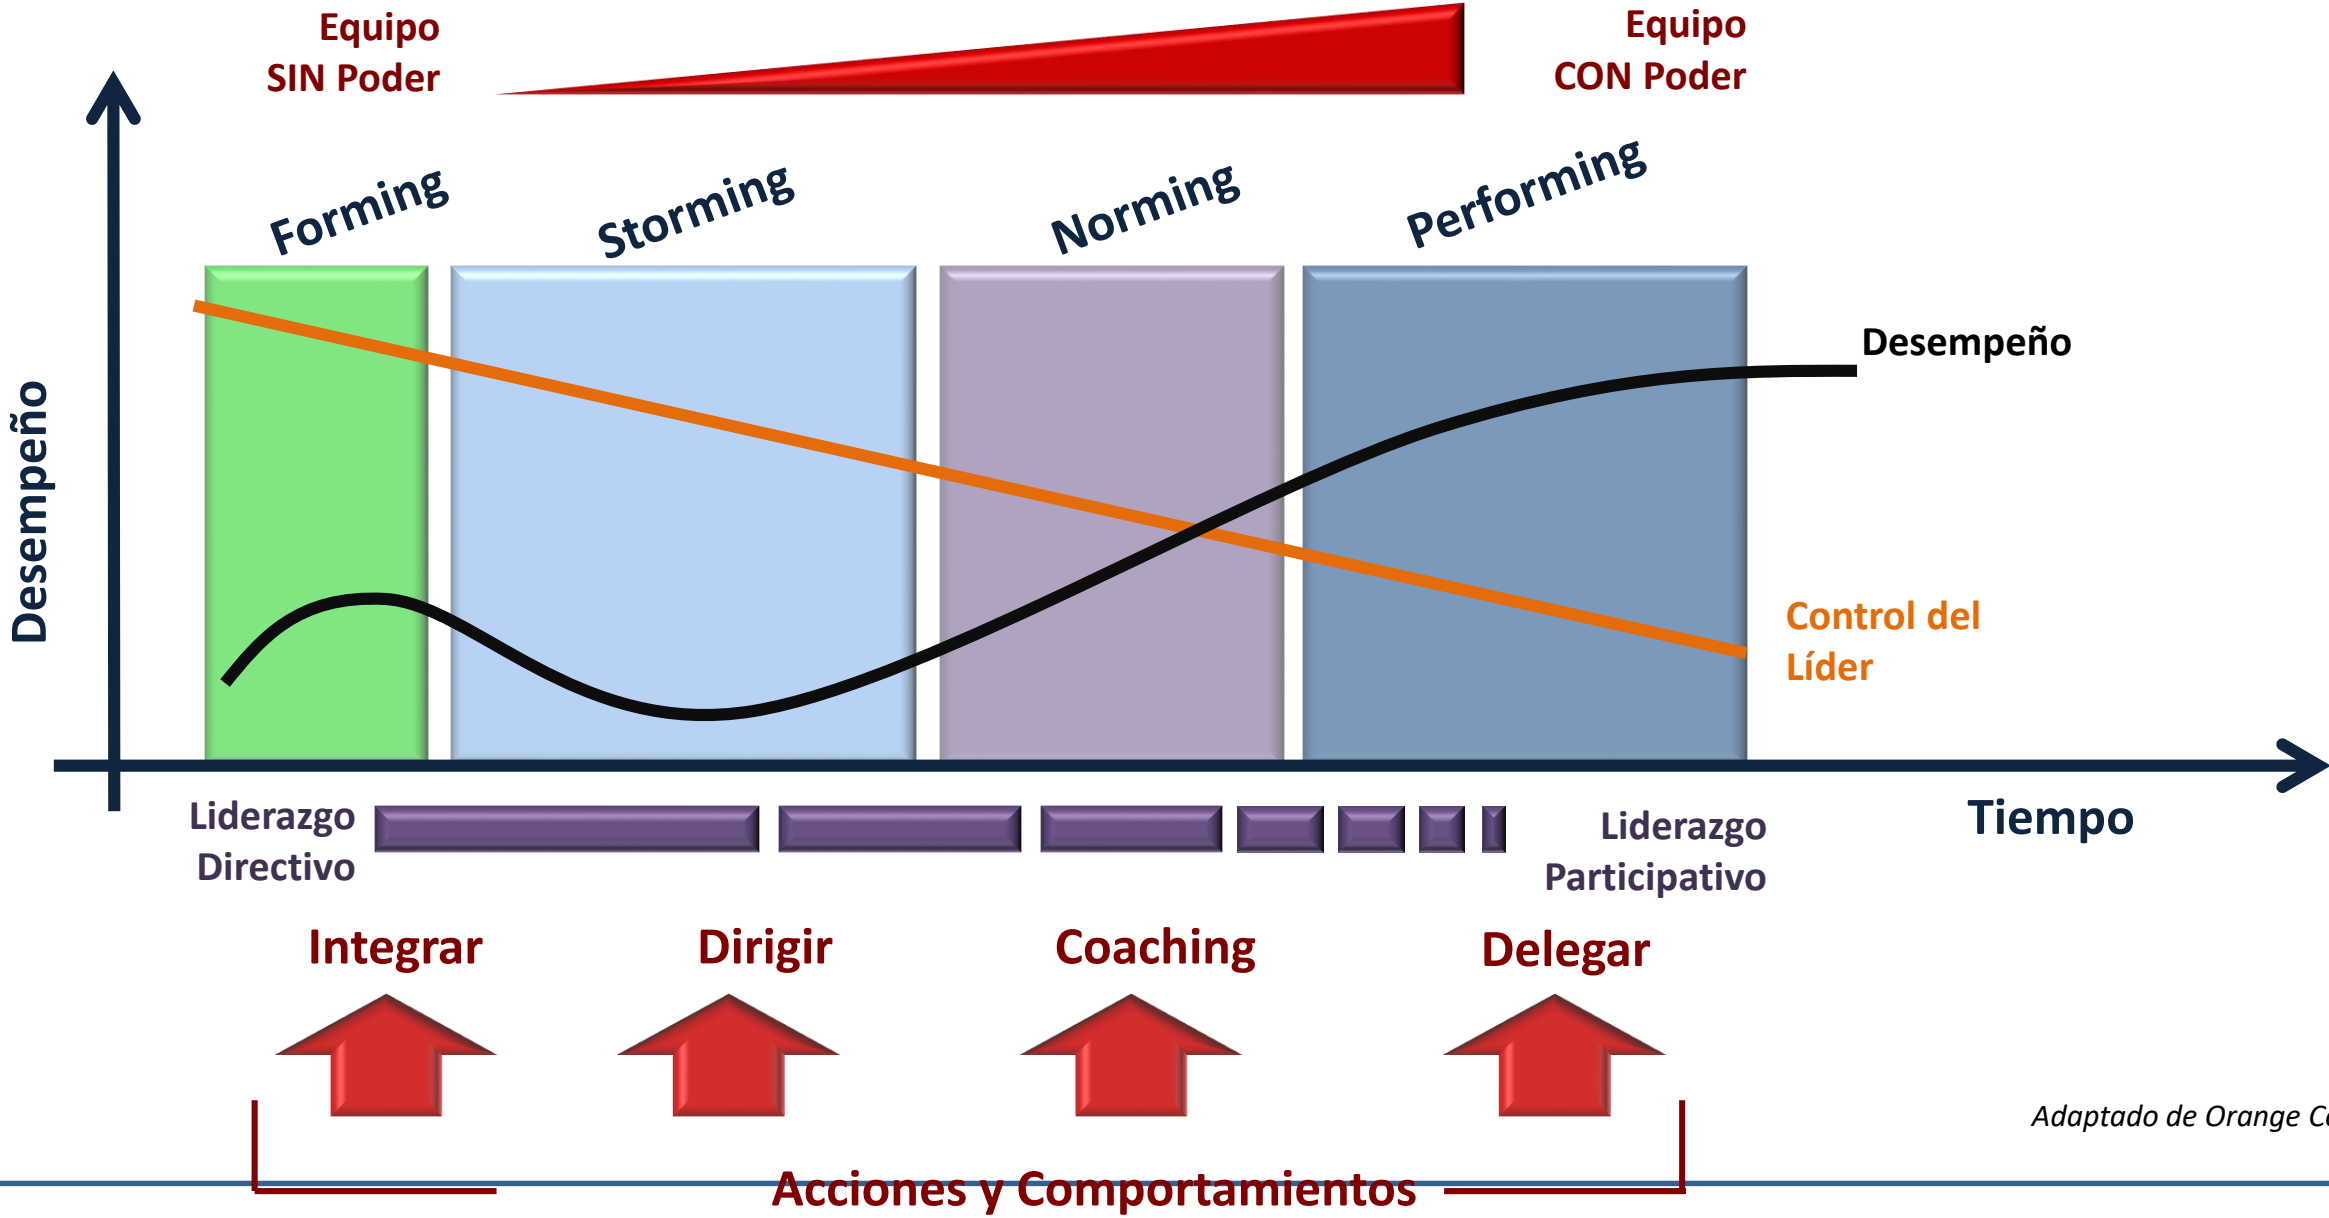 Equipo
SIN Poder
Equipo
CON Poder
Forming
Storming
Norming
Performing
Desempeño
Desempeño
Control del
Líder
Liderazgo
Directivo
Liderazgo
Participativo
Tiempo
Integrar
Dirigir
Coaching
Delegar
Adaptado de Orange
Acciones y Comportamientos